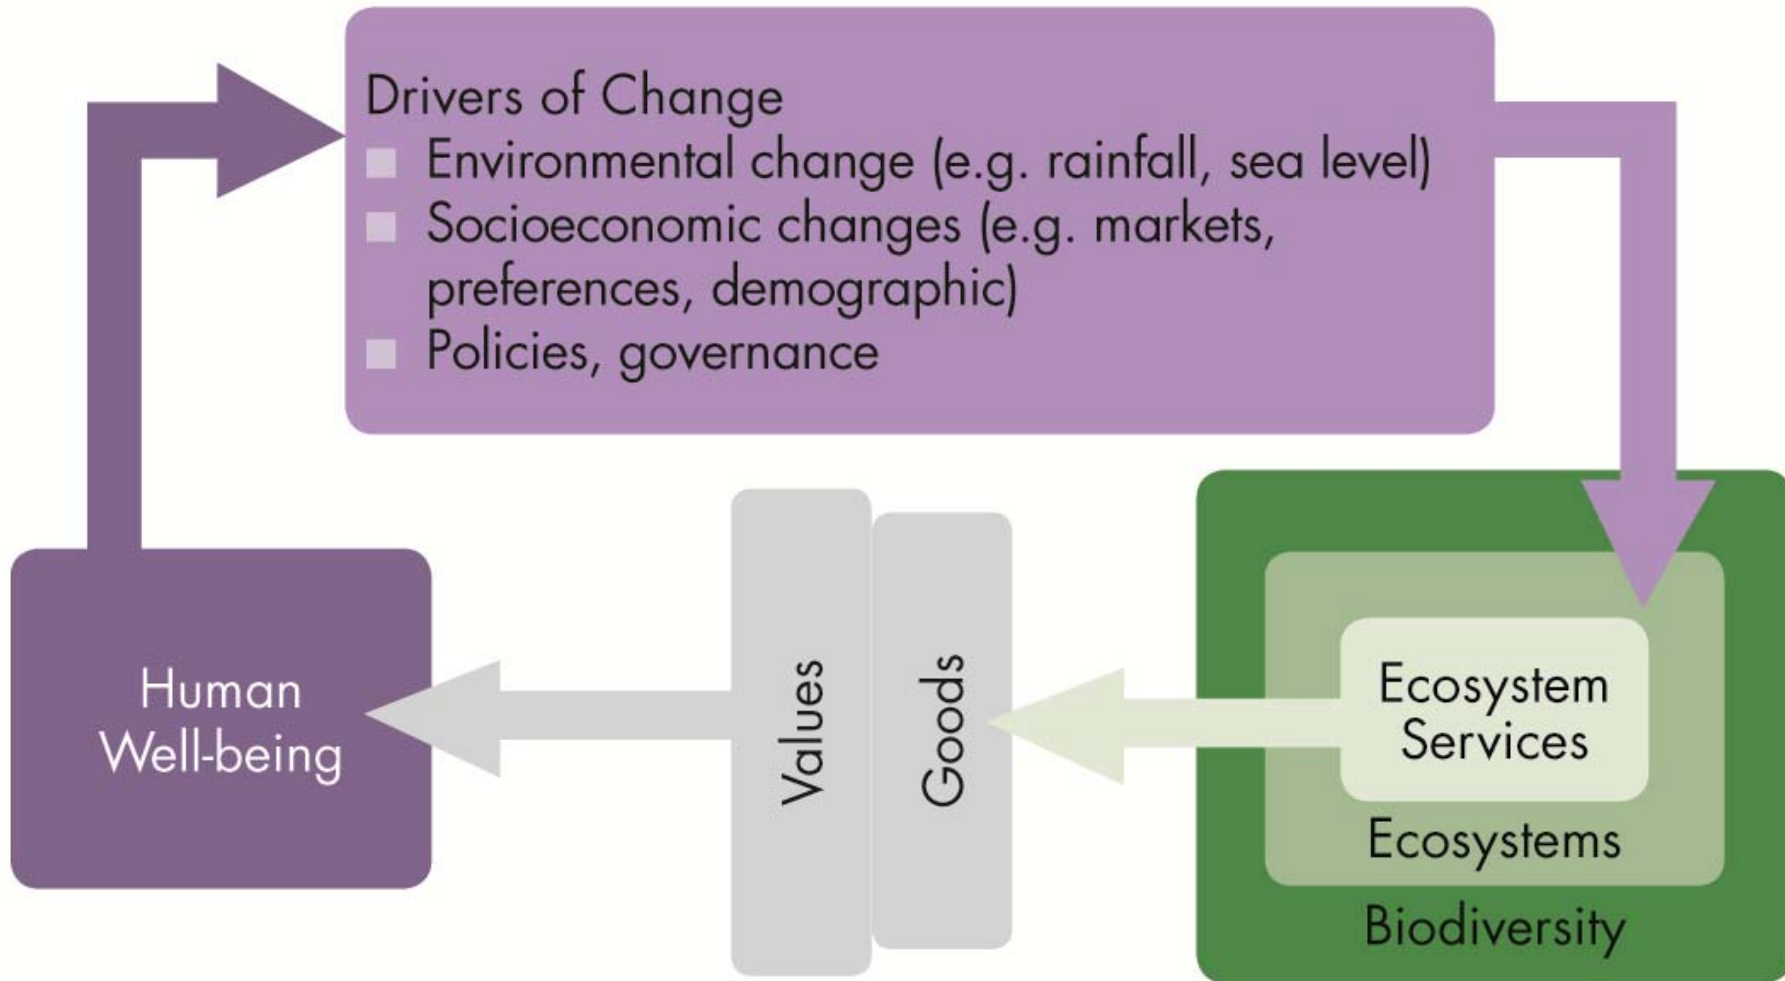 Drivers of Change
Environmental change (e.g. rainfall, sea level)
Socioeconomic changes (e.g. markets,
preferences, demographic)
Policies, governance
Human
Well-being
Values
Goods
Ecosystem
Services
Ecosystems
Biodiversity